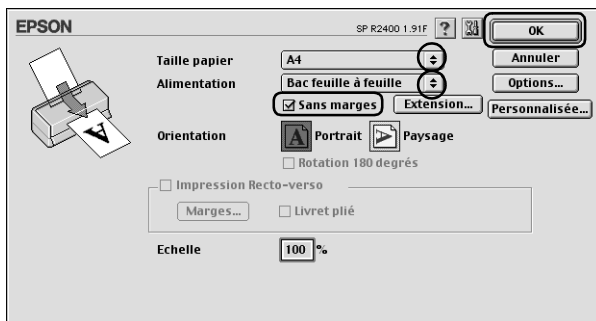 EPSON SP R2400 1.91F ? OK
Taille papier A4 Annuler
Alimentation Bac feuille à feuille Options...
Sans marges Extension... Personnalisée...
Orientation A Portrait A Paysage
Rotation 180 degrés
Impression Recto-verso
Marges... Livret plié
Echelle 100 %
A